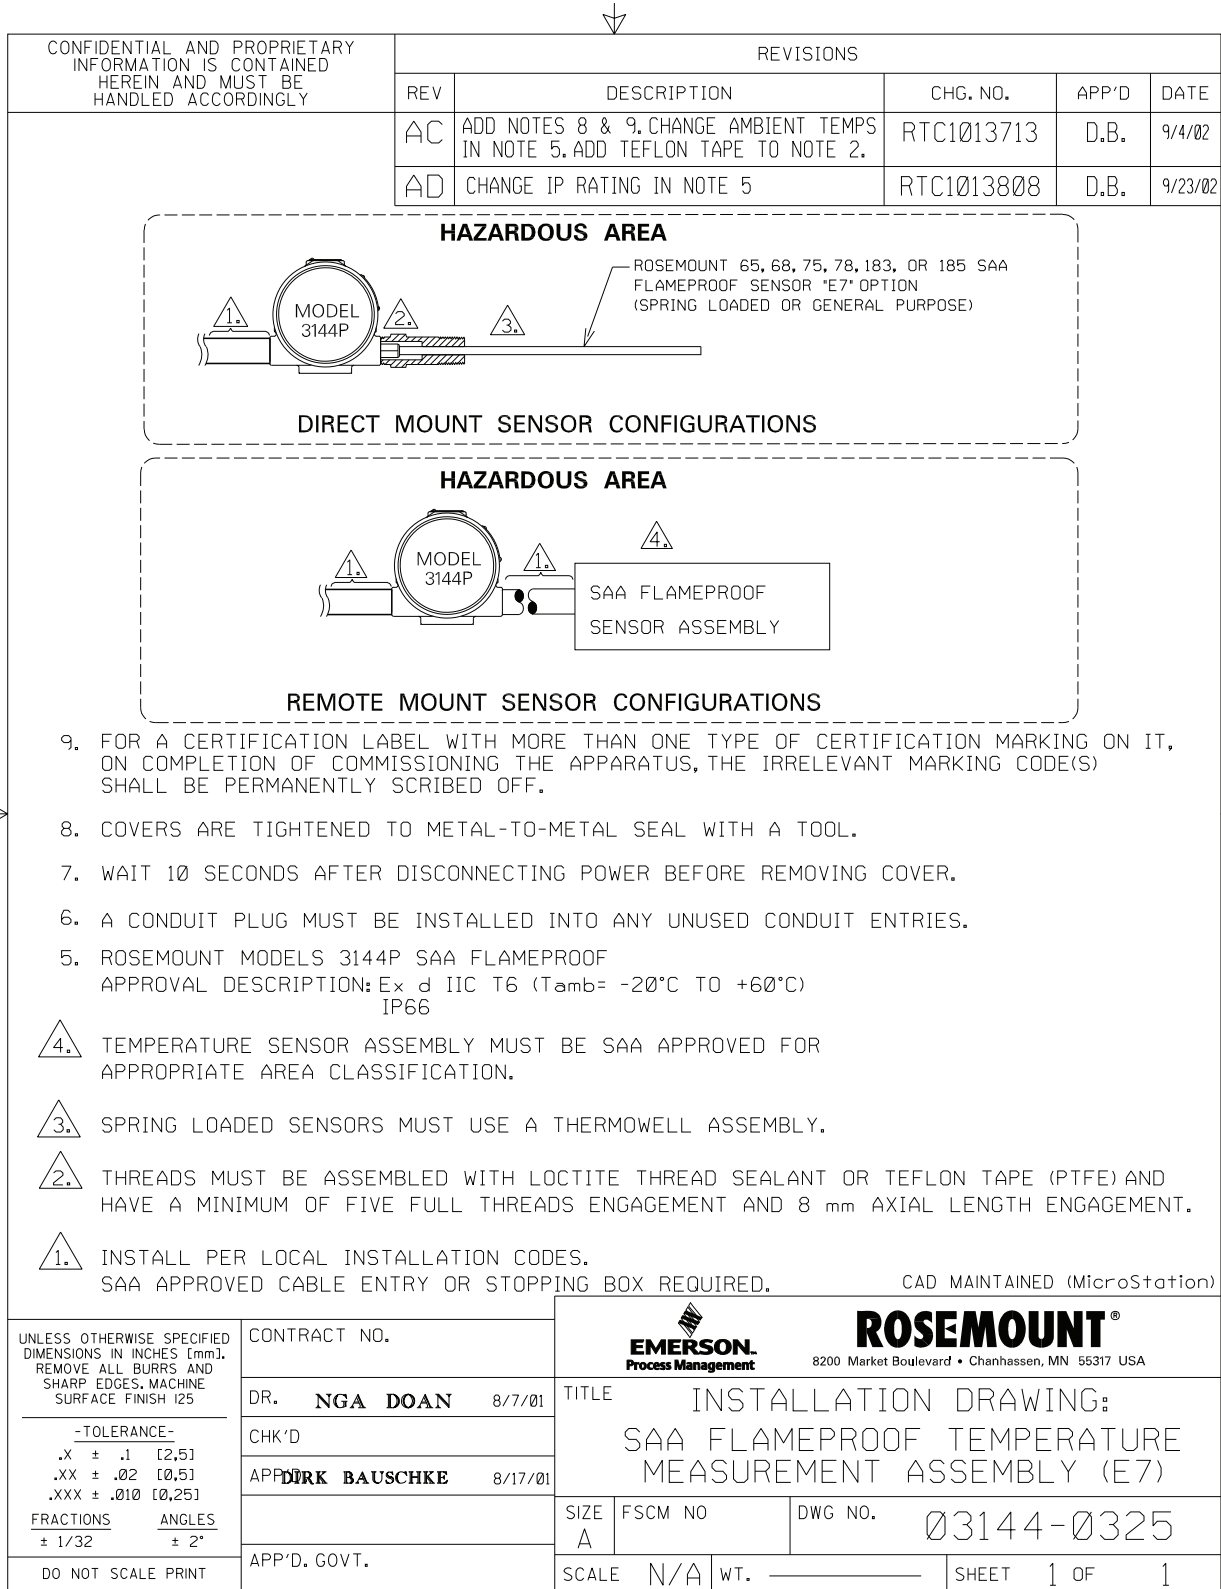 CONFIDENTIAL AND PROPRIETARY
INFORMATION IS CONTAINED
HEREIN AND MUST BE
HANDLED ACCORDINGLY
REVISIONS
REV DESCRIPTION CHG. NO. APP'D DATE
AC ADD NOTES 8 & 9. CHANGE AMBIENT TEMPS
IN NOTE 5. ADD TEFLON TAPE TO NOTE 2.
RTC1013713 D.B. 9/4/02
AD CHANGE IP RATING IN NOTE 5 RTC1013808 D.B. 9/23/02
HAZARDOUS AREA
ROSEMOUNT 65, 68, 75, 78, 183, OR 185 SAA
FLAMEPROOF SENSOR "E7" OPTION
(SPRING LOADED OR GENERAL PURPOSE)
1. MODEL 2. 3.
3144P
DIRECT MOUNT SENSOR CONFIGURATIONS
HAZARDOUS AREA
4.
1. MODEL 1.
3144P
SAA FLAMEPROOF
SENSOR ASSEMBLY
REMOTE MOUNT SENSOR CONFIGURATIONS
9. FOR A CERTIFICATION LABEL WITH MORE THAN ONE TYPE OF CERTIFICATION MARKING ON IT,
ON COMPLETION OF COMMISSIONING THE APPARATUS, THE IRRELEVANT MARKING CODE(S)
SHALL BE PERMANENTLY SCRIBED OFF.
8. COVERS ARE TIGHTENED TO METAL-TO-METAL SEAL WITH A TOOL.
7. WAIT 10 SECONDS AFTER DISCONNECTING POWER BEFORE REMOVING COVER.
6. A CONDUIT PLUG MUST BE INSTALLED INTO ANY UNUSED CONDUIT ENTRIES.
5. ROSEMOUNT MODELS 3144P SAA FLAMEPROOF
APPROVAL DESCRIPTION: Ex d IIC T6 (Tamb= -20°C TO +60°C)
IP66
4. TEMPERATURE SENSOR ASSEMBLY MUST BE SAA APPROVED FOR
APPROPRIATE AREA CLASSIFICATION.
3. SPRING LOADED SENSORS MUST USE A THERMOWELL ASSEMBLY.
2. THREADS MUST BE ASSEMBLED WITH LOCTITE THREAD SEALANT OR TEFLON TAPE (PTFE) AND
HAVE A MINIMUM OF FIVE FULL THREADS ENGAGEMENT AND 8 mm AXIAL LENGTH ENGAGEMENT.
1. INSTALL PER LOCAL INSTALLATION CODES.
SAA APPROVED CABLE ENTRY OR STOPPING BOX REQUIRED.
CAD MAINTAINED (MicroStation)
UNLESS OTHERWISE SPECIFIED
DIMENSIONS IN INCHES [mm].
REMOVE ALL BURRS AND
SHARP EDGES. MACHINE
SURFACE FINISH 125
-TOLERANCE-
.X ± .1 [2,5]
.XX ± .02 [0,5]
.XXX ± .010 [0,25]
FRACTIONS ANGLES
± 1/32 ± 2°
DO NOT SCALE PRINT
CONTRACT NO.
DR. NGA DOAN 8/7/01
CHK'D
APP'D. DIRK BAUSCHKE 8/17/01
APP'D. GOVT.
EMERSON™
Process Management
ROSEMOUNT®
8200 Market Boulevard • Chanhassen, MN 55317 USA
TITLE INSTALLATION DRAWING:
SAA FLAMEPROOF TEMPERATURE
MEASUREMENT ASSEMBLY (E7)
SIZE A
FSCM NO
DWG NO. 03144-0325
SCALE N/A WT. SHEET 1 OF 1